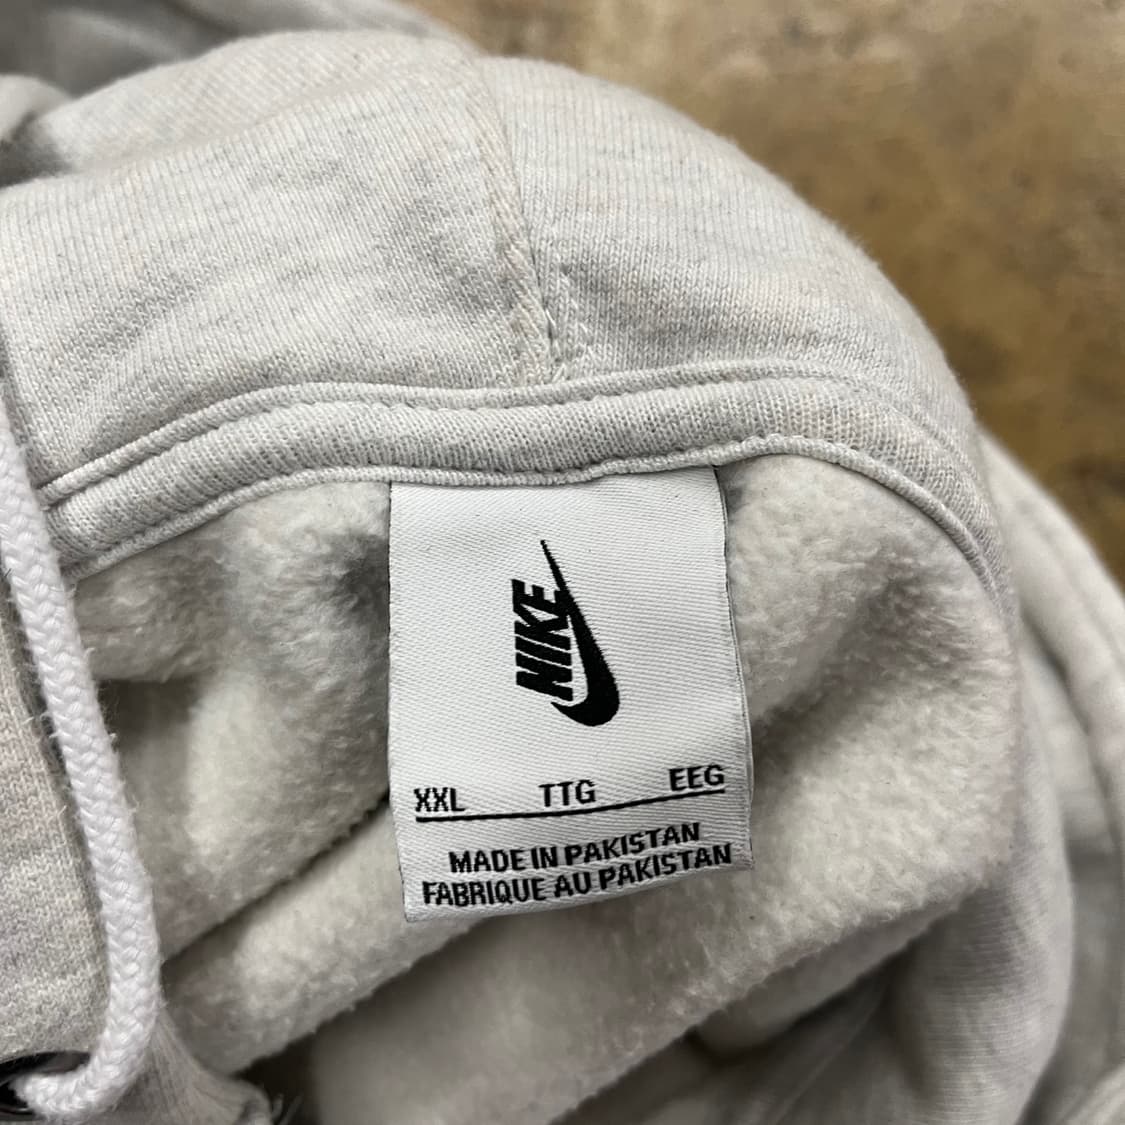 NIKE
XXL TTG EEG
MADE IN PAKISTAN
FABRIQUE AU PAKISTAN